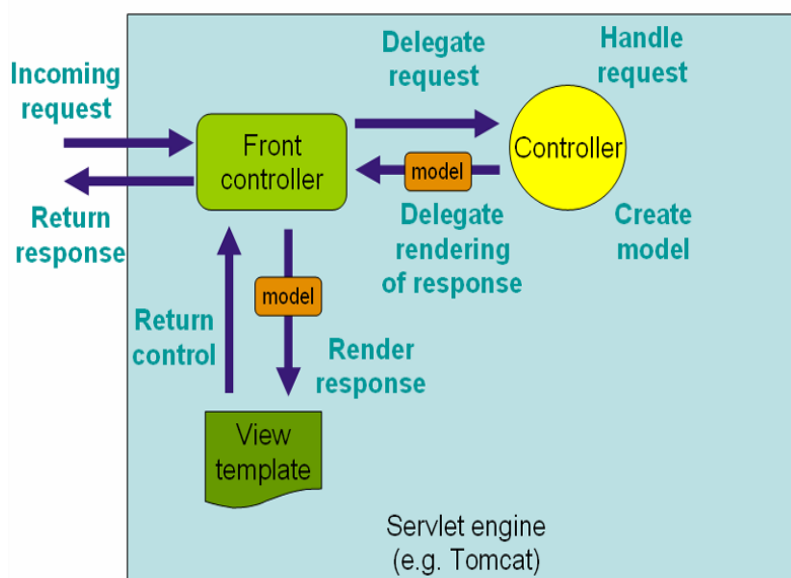 Incoming
request
Return
response
Front
controller
Delegate
request
Handle
request
Controller
model
Delegate
rendering
of response
Create
model
model
Return
control
Render
response
View
template
Servlet engine
(e.g. Tomcat)